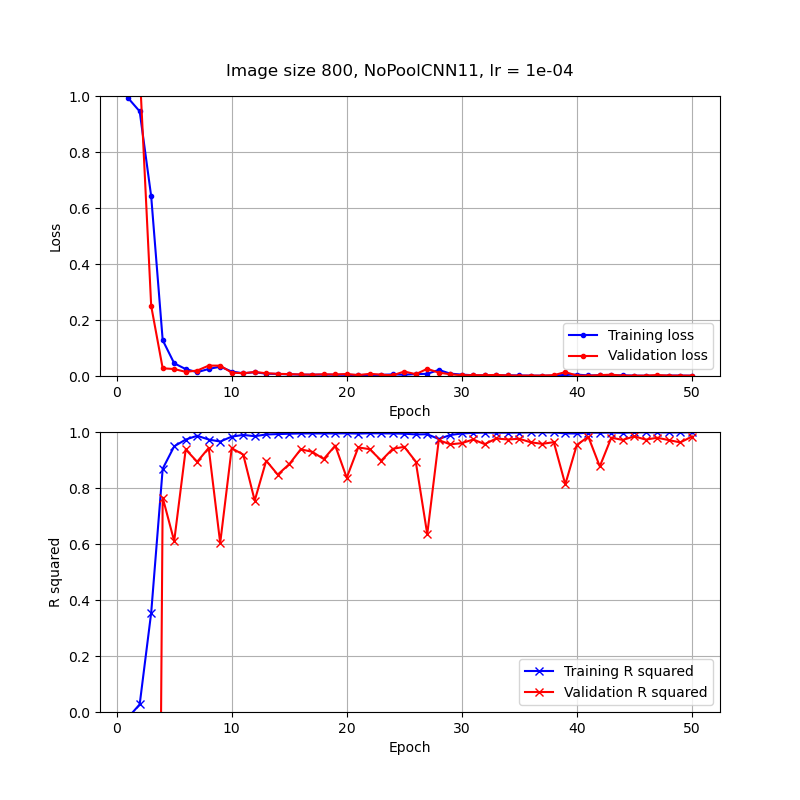 Image size 800, NoPoolCNN11, lr = 1e-04
1.0
0.8
0.6
0.4
0.2
0.0
Loss
Training loss
Validation loss
0 10 20 30 40 50
Epoch
1.0
0.8
0.6
0.4
0.2
0.0
R squared
Training R squared
Validation R squared
0 10 20 30 40 50
Epoch